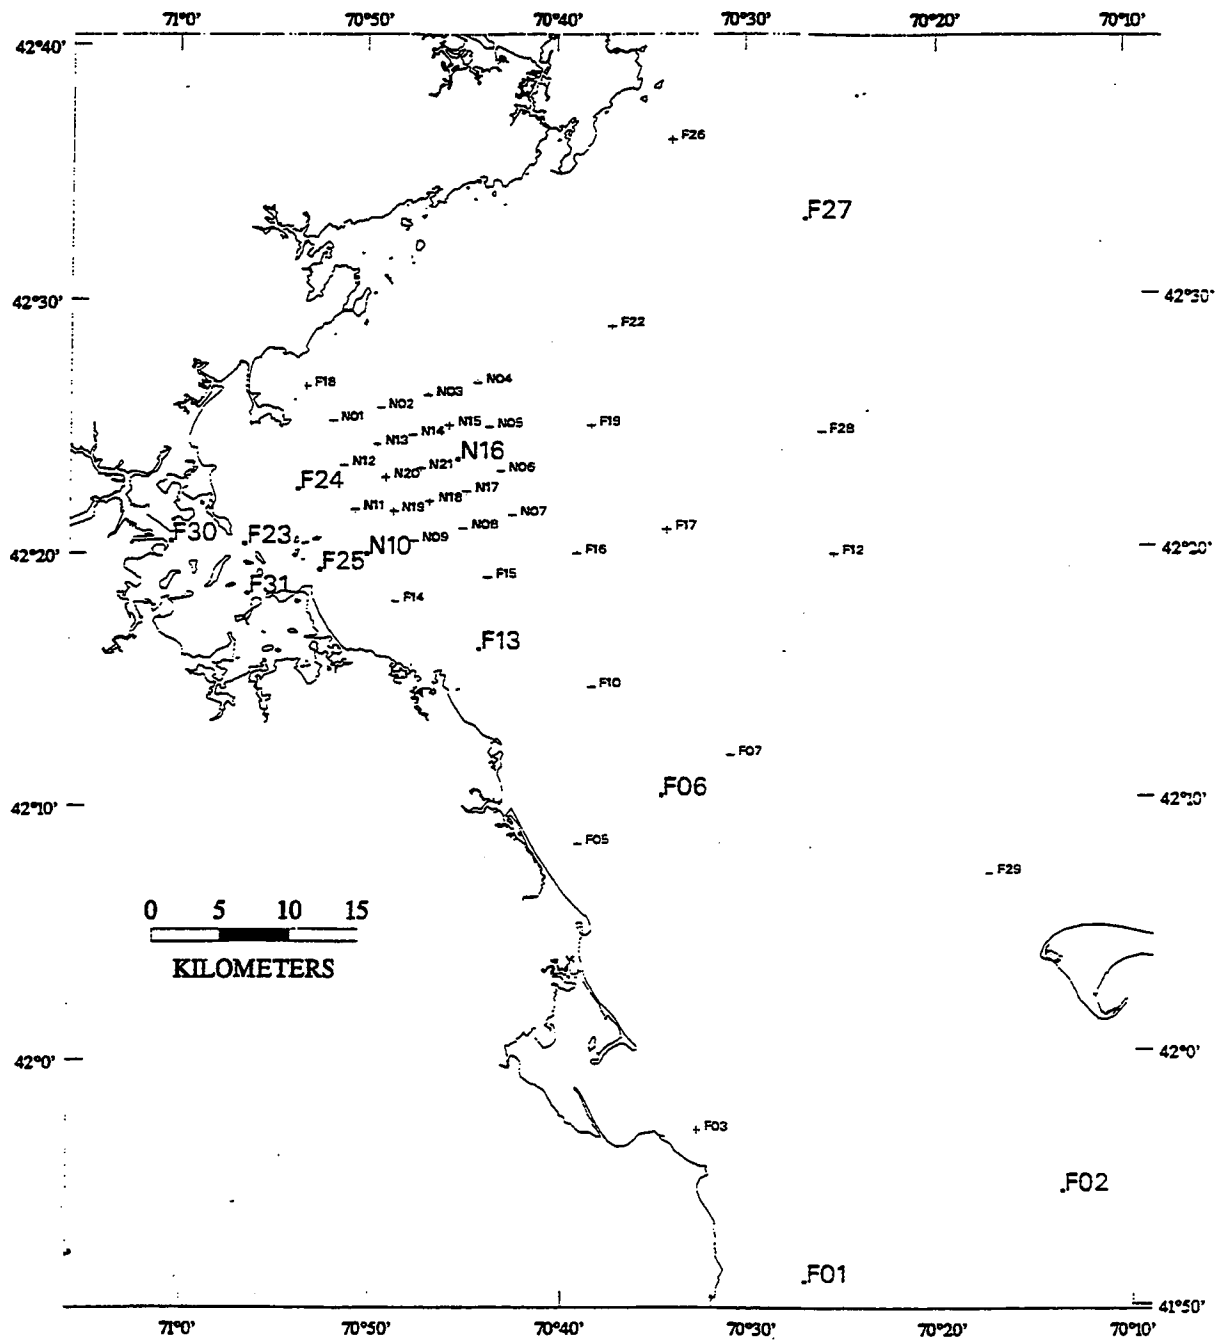 71°0' 70°50' 70°40' 70°30' 70°20' 70°10'
42°40'
F26
F27
42°30' 42°30'
F22
F18 N04
N03
N02
N01 N15 N05 F19
N14 F28
N13
N16
N12 N21 N06
F24 N20
N17
N18
N11 N19 N07
N08 F17
F30 F23 N10 N09
42°20' F25 F16 F12 42°20'
F31 F15
F14
F13
F10
F07
F06
42°10' 42°10'
F05
F29
0 5 10 15
KILOMETERS
42°0' 42°0'
F03
F02
F01
41°50'
71°0' 70°50' 70°40' 70°30' 70°20' 70°10'